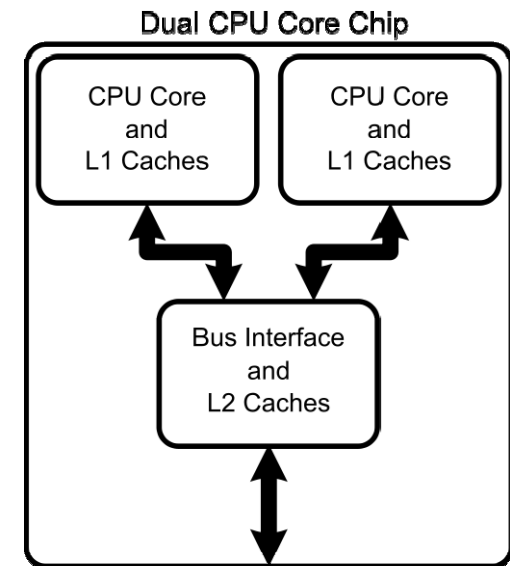 Dual CPU Core Chip
CPU Core
and
L1 Caches
CPU Core
and
L1 Caches
Bus Interface
and
L2 Caches